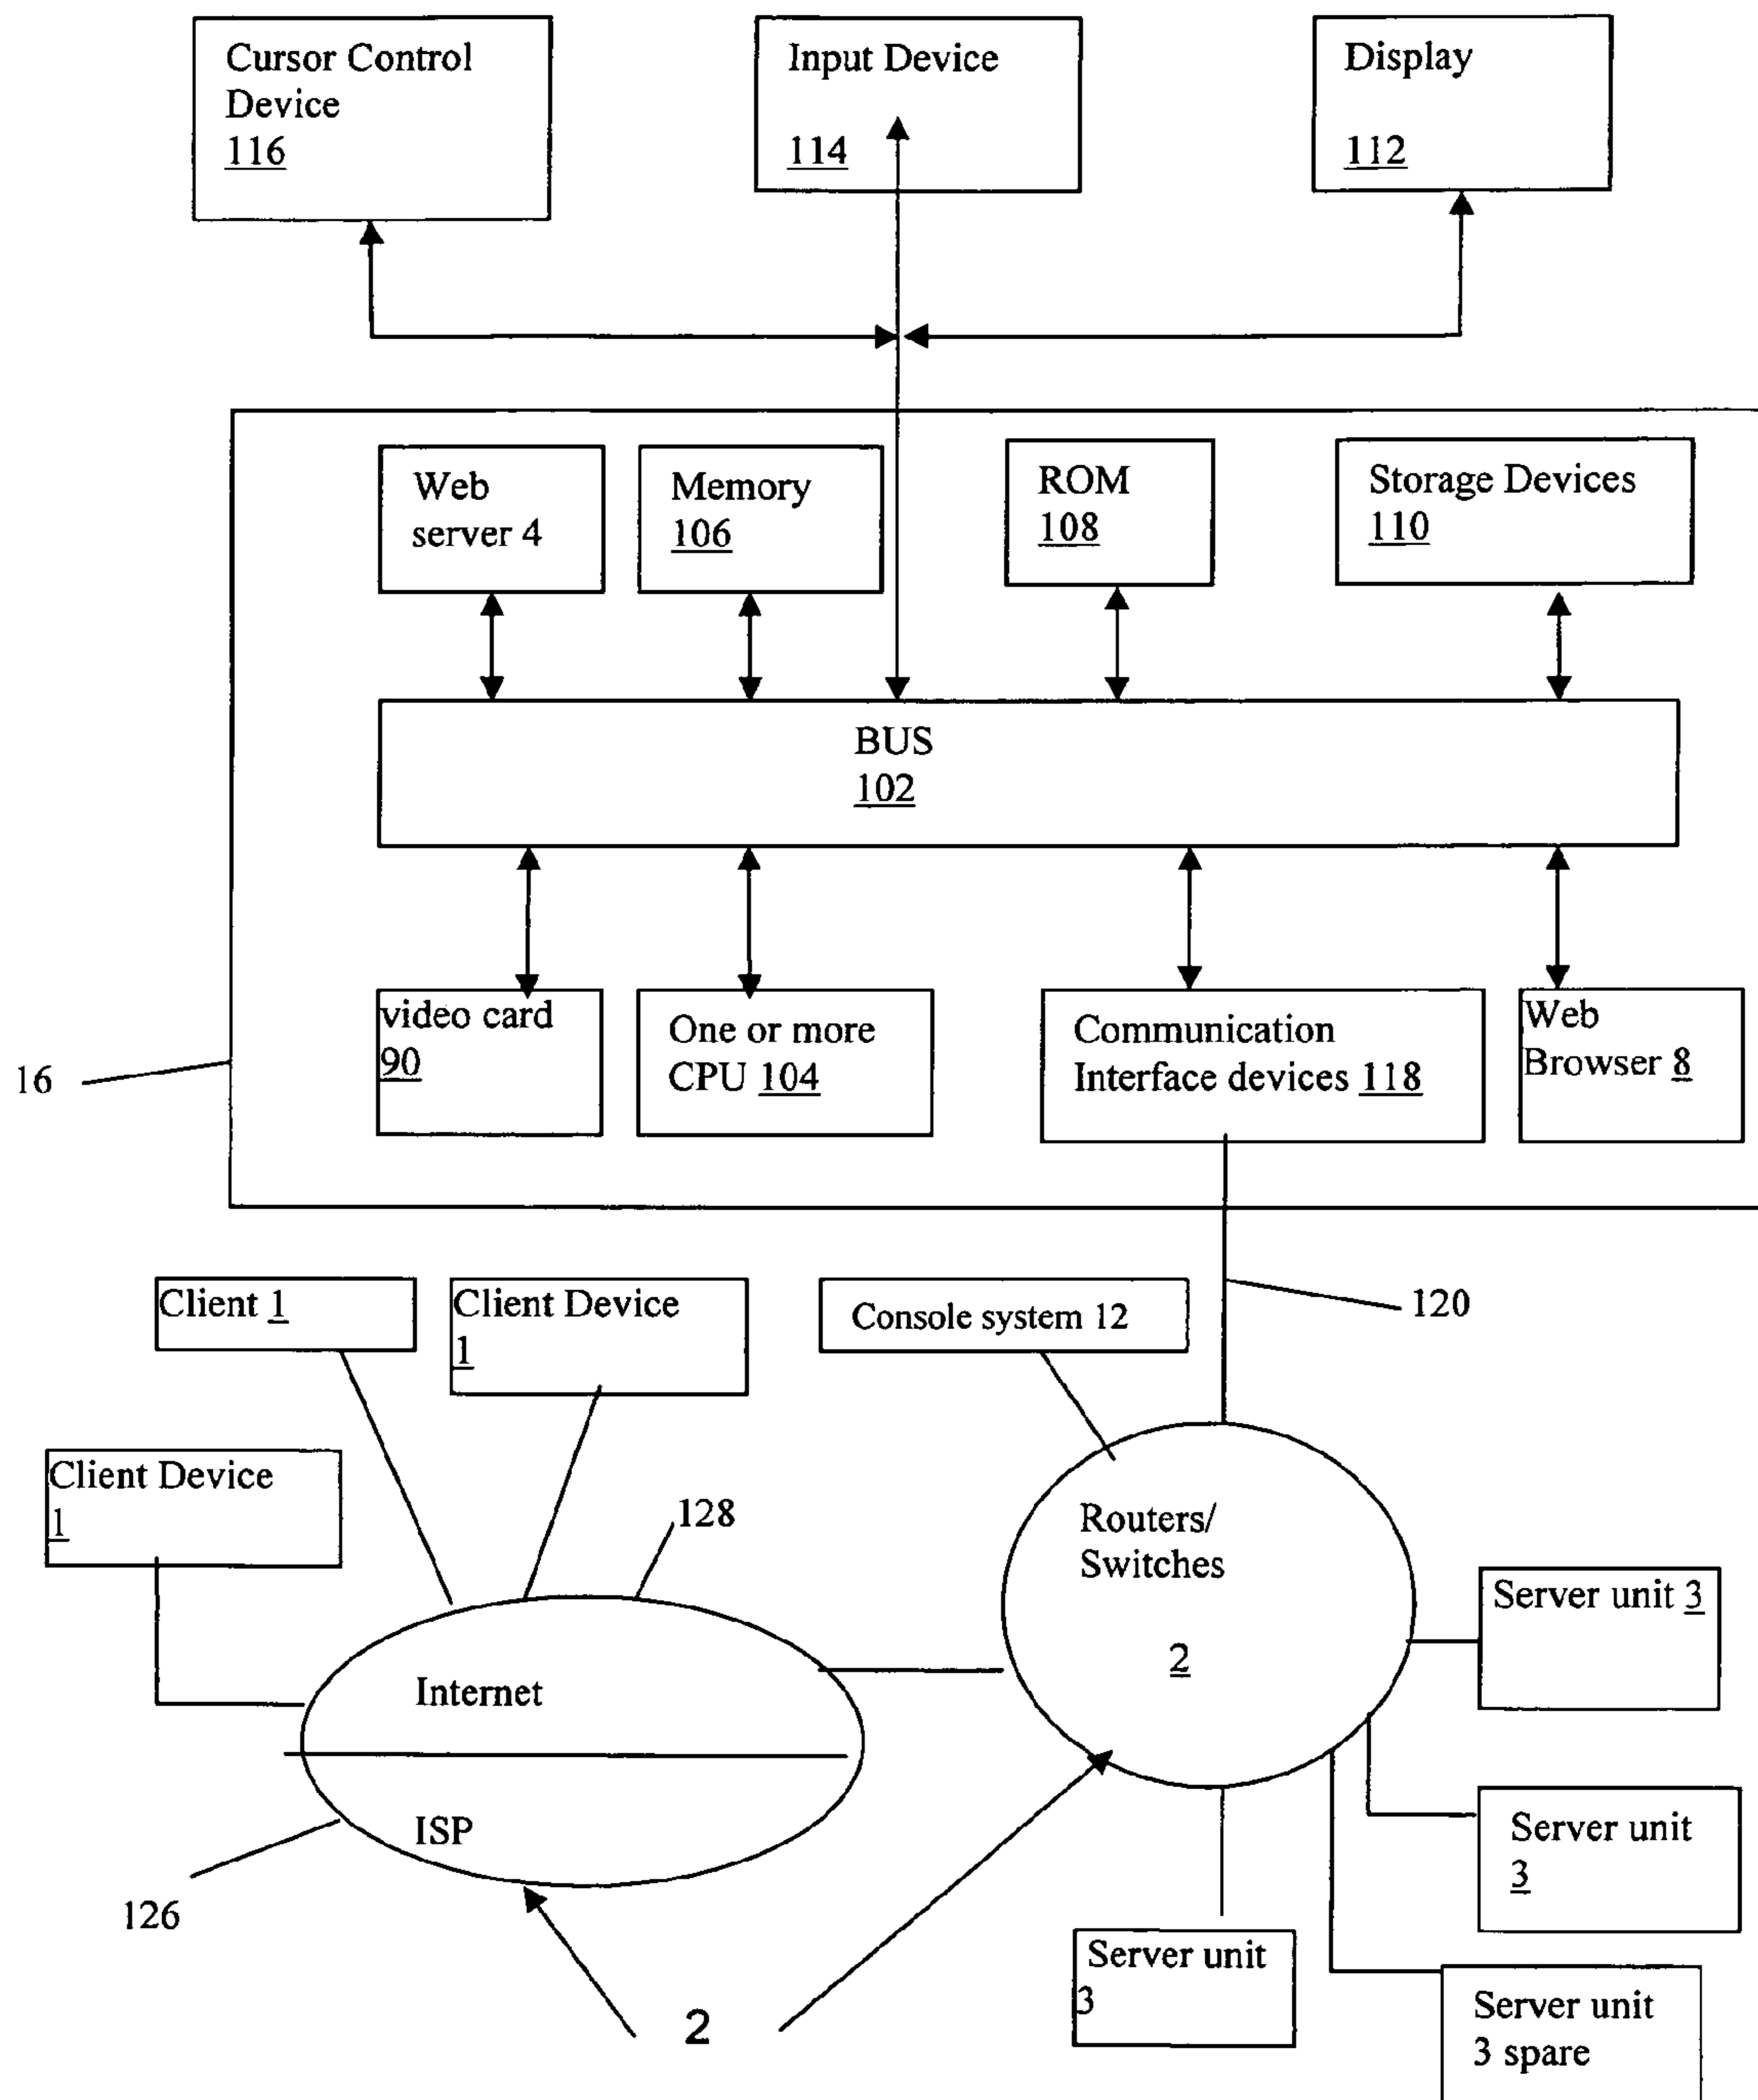 Cursor Control
Device
116
Input Device
114
Display
112
Web
server 4
Memory
106
ROM
108
Storage Devices
110
BUS
102
video card
90
One or more
CPU 104
Communication
Interface devices 118
Web
Browser 8
16
Client 1
Client Device
1
Console system 12
120
Client Device
1
128
Routers/
Switches
2
Server unit 3
Internet
ISP
Server unit
3
126
Server unit
3
Server unit
3 spare
2